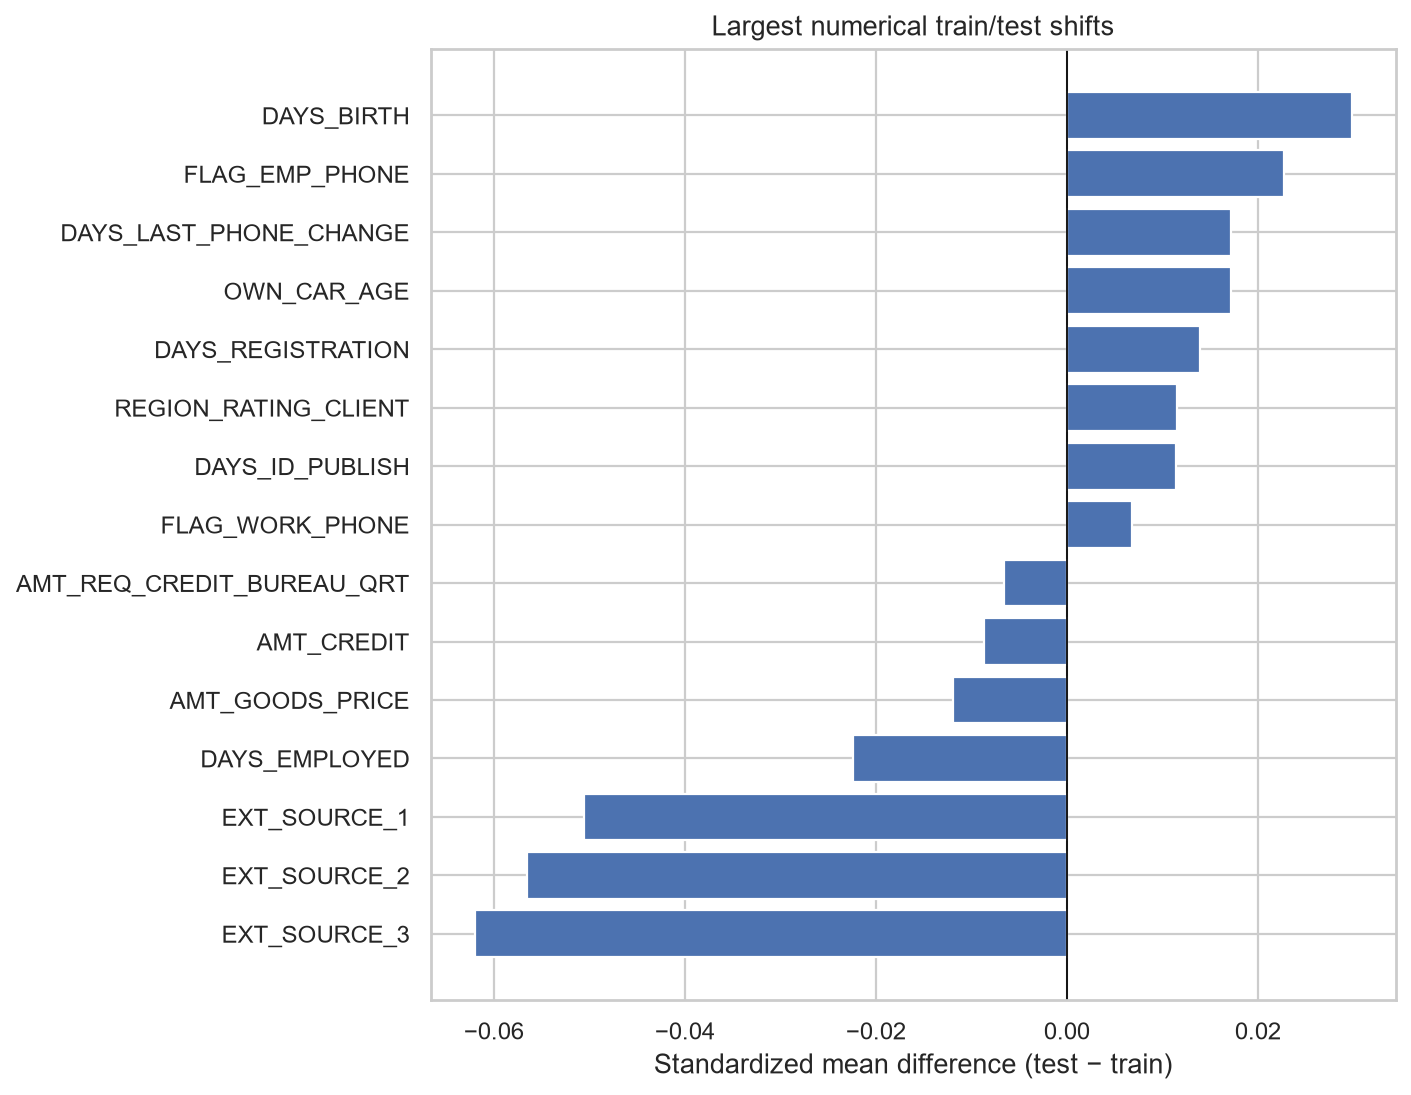 Largest numerical train/test shifts
DAYS_BIRTH
FLAG_EMP_PHONE
DAYS_LAST_PHONE_CHANGE
OWN_CAR_AGE
DAYS_REGISTRATION
REGION_RATING_CLIENT
DAYS_ID_PUBLISH
FLAG_WORK_PHONE
AMT_REQ_CREDIT_BUREAU_QRT
AMT_CREDIT
AMT_GOODS_PRICE
DAYS_EMPLOYED
EXT_SOURCE_1
EXT_SOURCE_2
EXT_SOURCE_3
−0.06 −0.04 −0.02 0.00 0.02
Standardized mean difference (test − train)